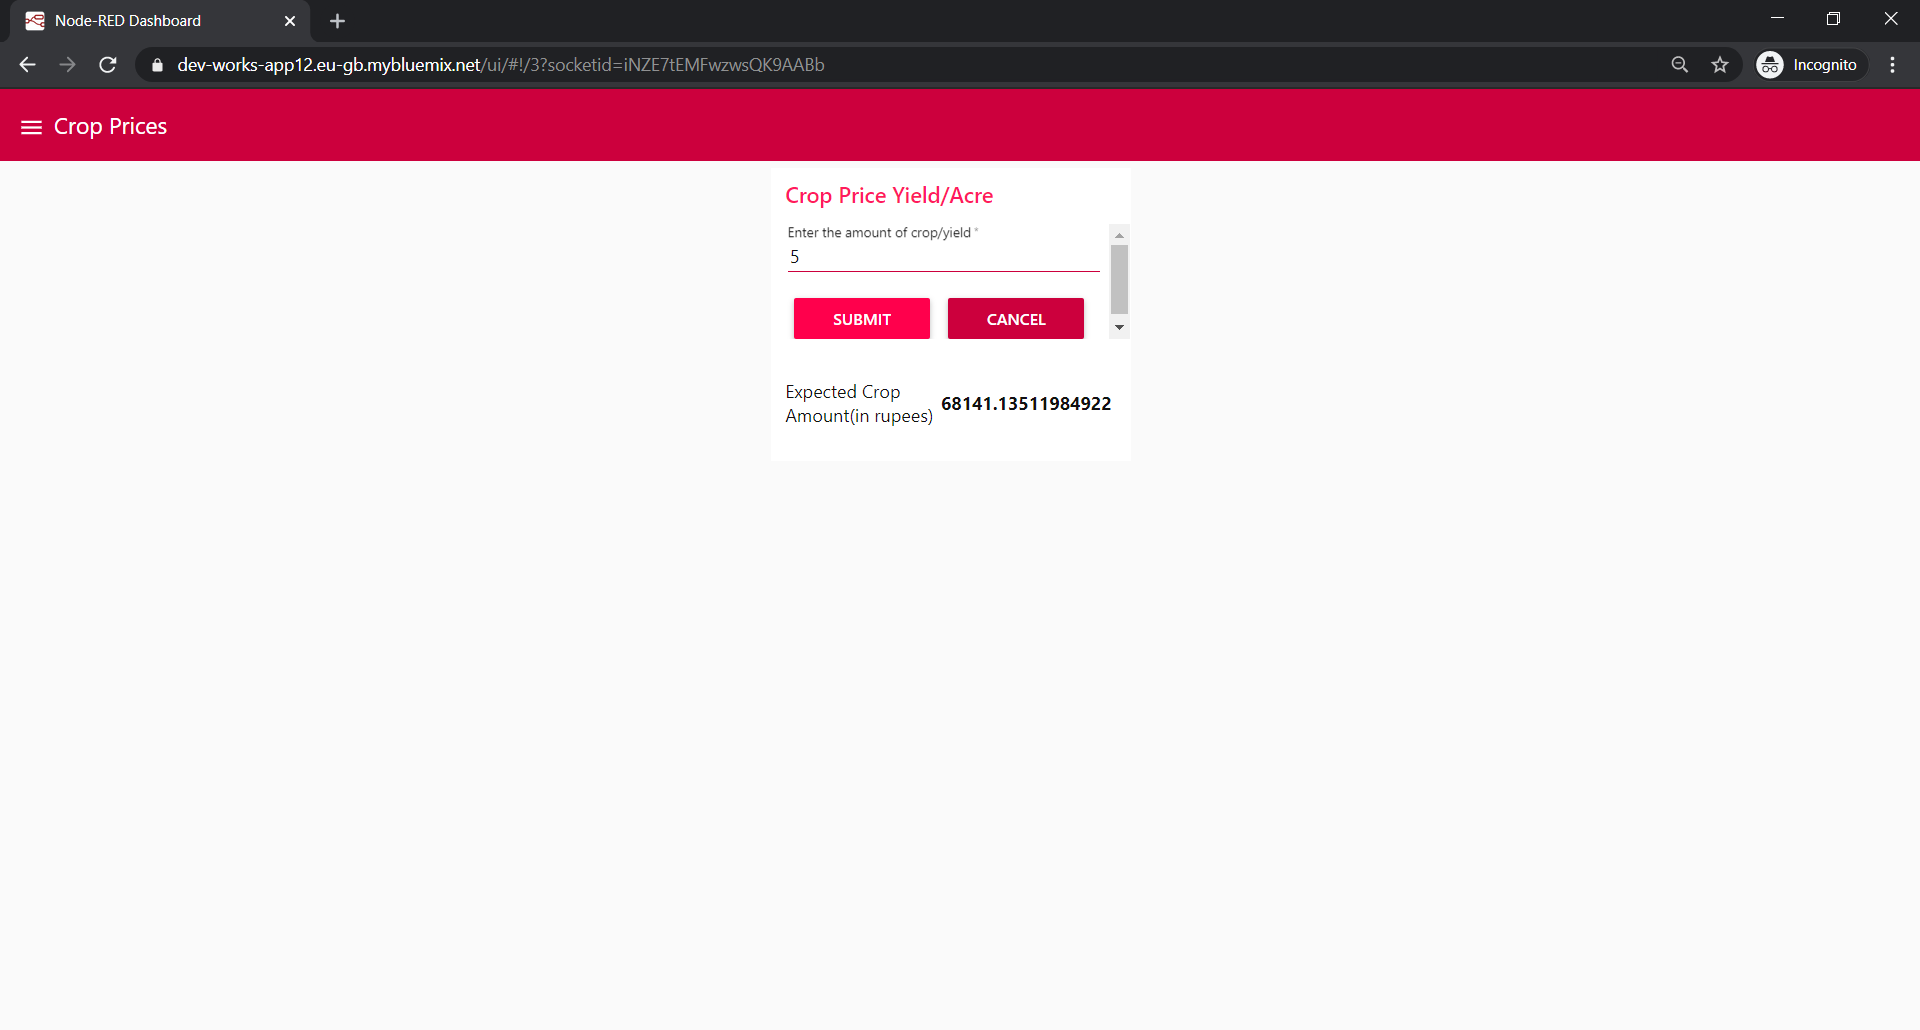 Node-RED Dashboard
dev-works-app12.eu-gb.mybluemix.net/ui/#!/3?socketid=iNZE7tEMFwzwsQK9AABb
Incognito
Crop Prices
Crop Price Yield/Acre
Enter the amount of crop/yield *
5
SUBMIT CANCEL
Expected Crop
Amount(in rupees) 68141.13511984922